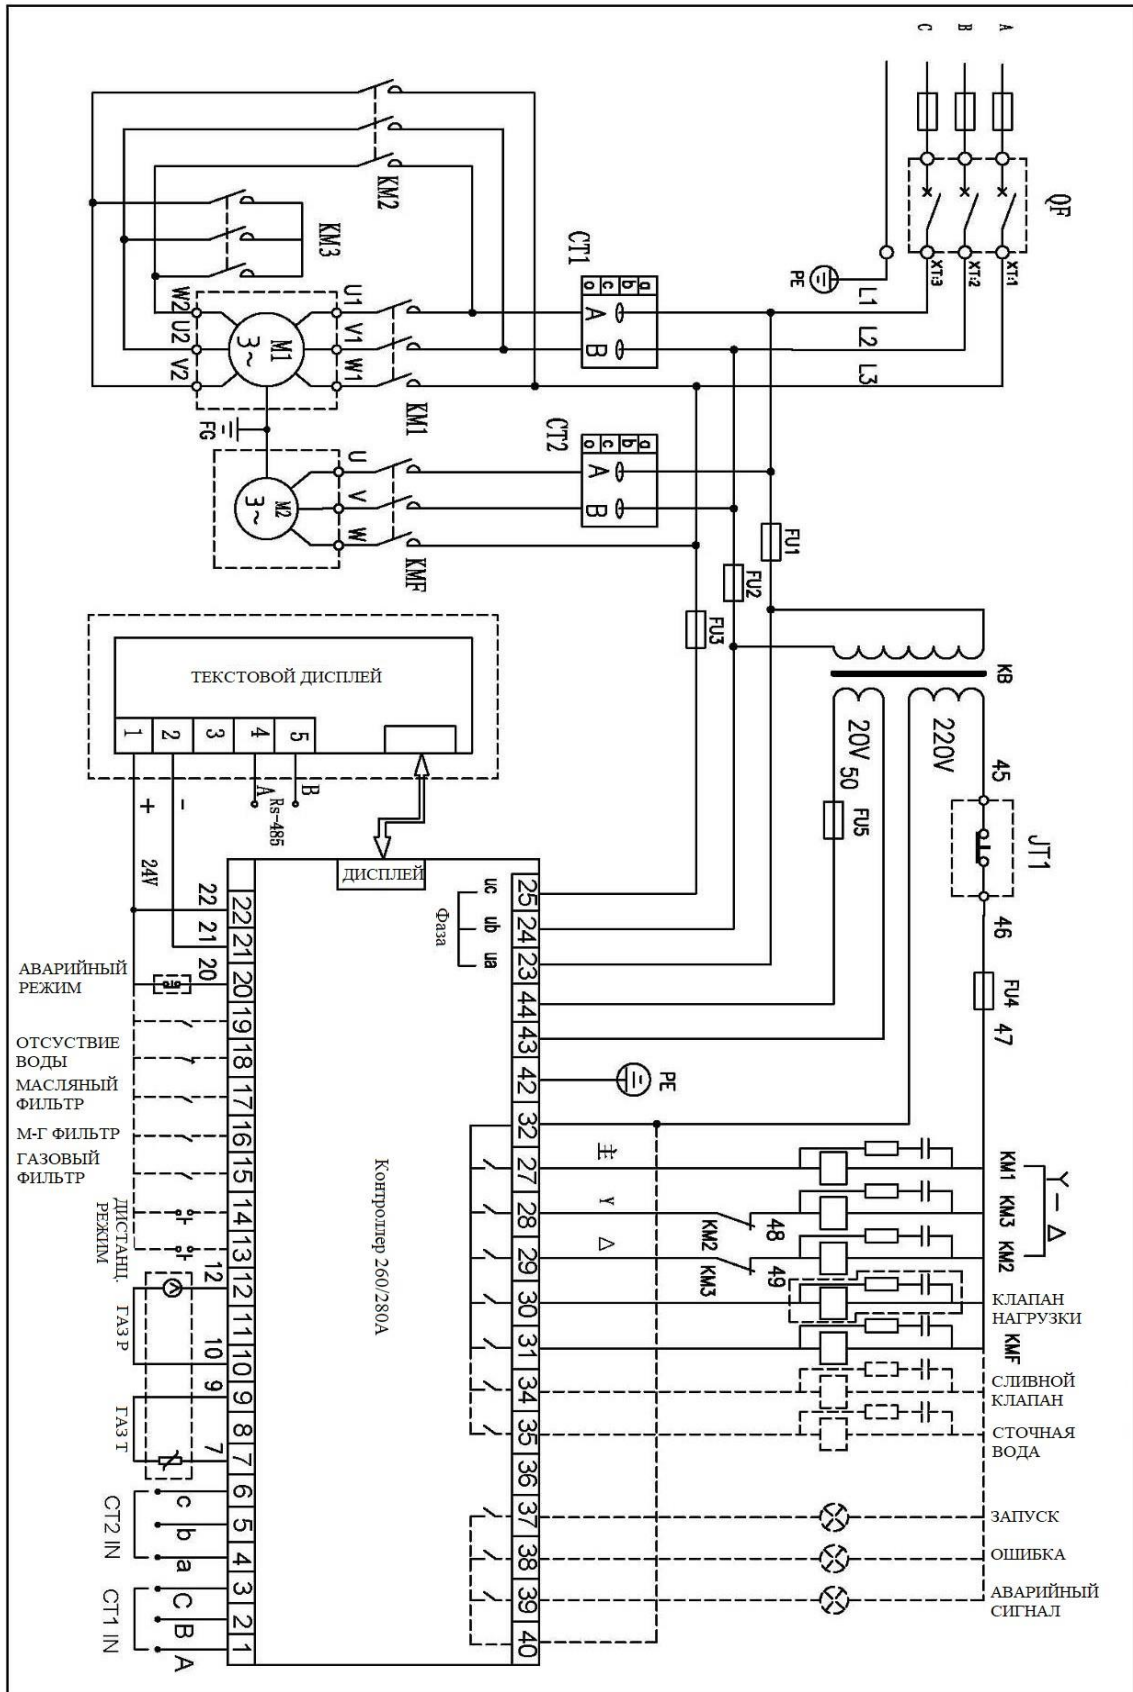 C
B
A
QF
XT:3
XT:2
XT:1
PE
L1
L2
L3
KM2
KM3
CT1
o
c
b
a
A
B
W2
U2
V2
M1
3~
U1
V1
W1
KM1
FG
CT2
o
c
b
a
A
B
M2
3~
U
V
W
KMF
FU1
FU2
FU3
KB
20V
220V
50
FU5
45
JT1
46
FU4
47
ТЕКСТОВОЙ ДИСПЛЕЙ
1
2
3
4
5
+
-
A
B
Rs-485
24V
ДИСПЛЕЙ
uc
ub
ua
Фаза
25
24
23
44
43
42
32
27
28
29
30
31
34
35
36
37
38
39
40
PE
主
Y
Δ
KM2
48
KM3
49
KM1
KM3
KM2
Y-Δ
КЛАПАН
НАГРУЗКИ
KMF
СЛИВНОЙ
КЛАПАН
СТОЧНАЯ
ВОДА
ЗАПУСК
ОШИБКА
АВАРИЙНЫЙ
СИГНАЛ
Контроллер 260/280А
22
21
20
22
21
20
19
18
17
16
15
14
13
12
11
10
9
8
7
6
5
4
3
2
1
АВАРИЙНЫЙ
РЕЖИМ
ОТСУСТВИЕ
ВОДЫ
МАСЛЯНЫЙ
ФИЛЬТР
М-Г ФИЛЬТР
ГАЗОВЫЙ
ФИЛЬТР
ДИСТАНЦ.
РЕЖИМ
12
10
ГАЗ Р
9
7
ГАЗ Т
c
b
a
CT2 IN
C
B
A
CT1 IN